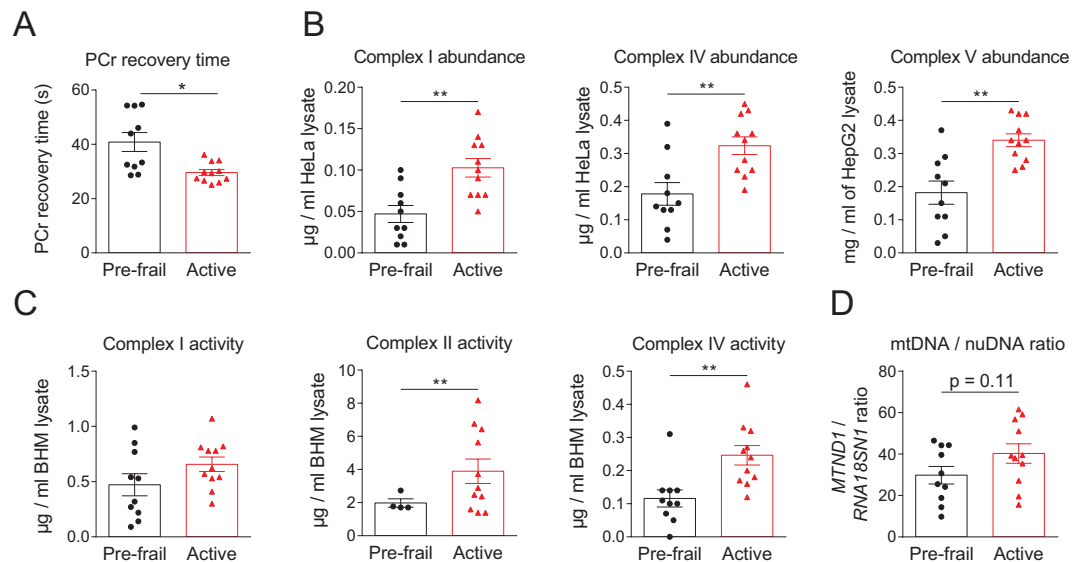 A
PCr recovery time
PCr recovery time (s)
60
40
20
0
*
Pre-frail
Active
B
Complex I abundance
µg / ml HeLa lysate
0.20
0.15
0.10
0.05
0.00
**
Pre-frail
Active
Complex IV abundance
µg / ml HeLa lysate
0.5
0.4
0.3
0.2
0.1
0.0
**
Pre-frail
Active
Complex V abundance
mg / ml of HepG2 lysate
0.5
0.4
0.3
0.2
0.1
0.0
**
Pre-frail
Active
C
Complex I activity
µg / ml BHM lysate
1.5
1.0
0.5
0.0
Pre-frail
Active
Complex II activity
µg / ml BHM lysate
10
8
6
4
2
0
**
Pre-frail
Active
Complex IV activity
µg / ml BHM lysate
0.5
0.4
0.3
0.2
0.1
0.0
**
Pre-frail
Active
D
mtDNA / nuDNA ratio
MTND1 /
RNA18SN1 ratio
80
60
40
20
0
p = 0.11
Pre-frail
Active